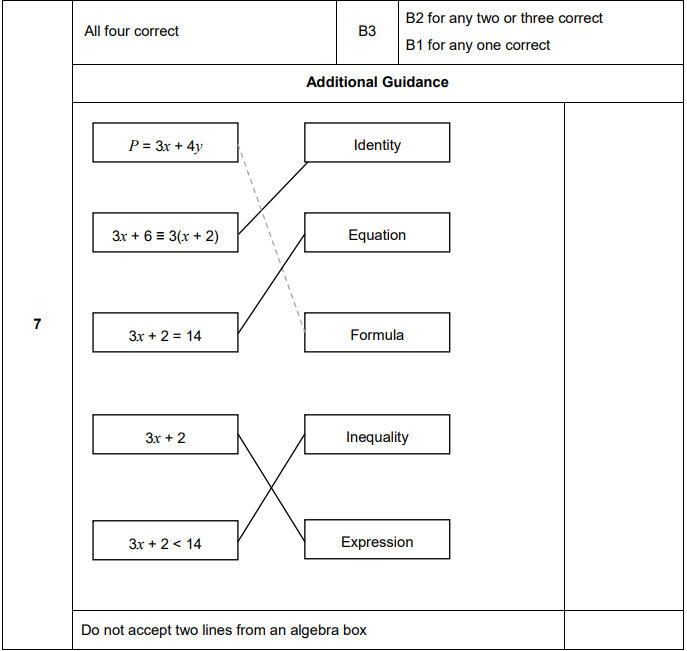 All four correct
B3
B2 for any two or three correct
B1 for any one correct
Additional Guidance
7
P = 3x + 4y
Identity
3x + 6 ≡ 3(x + 2)
Equation
3x + 2 = 14
Formula
3x + 2
Inequality
3x + 2 < 14
Expression
Do not accept two lines from an algebra box